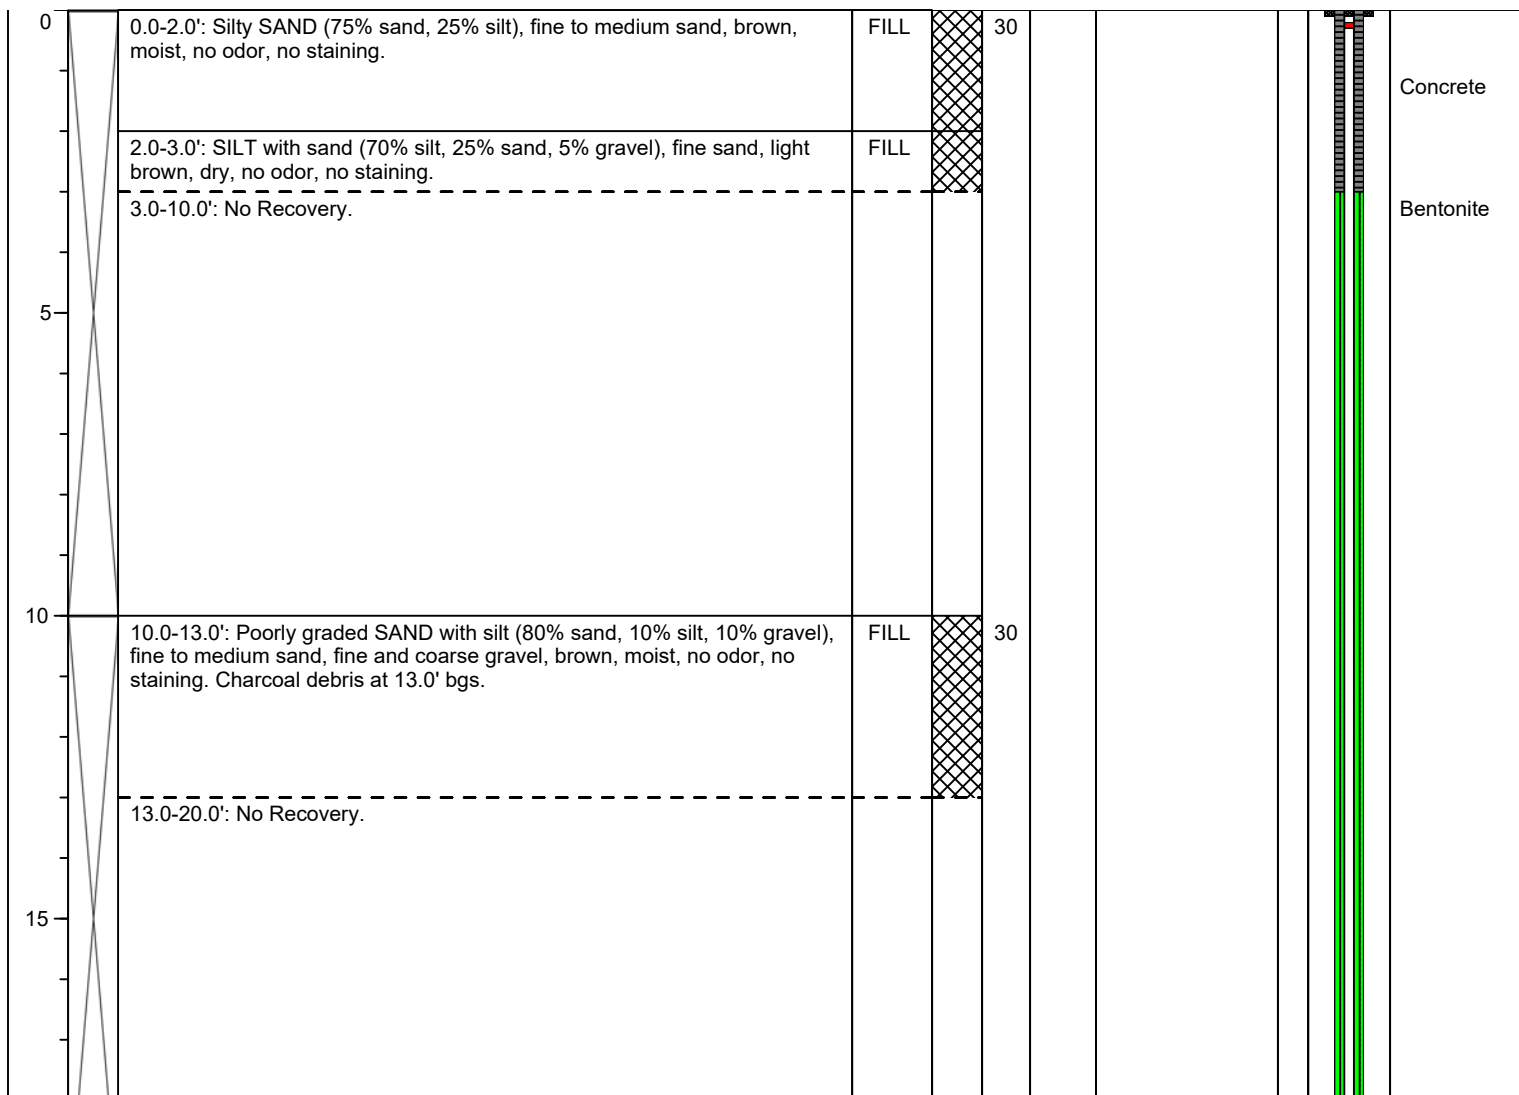 0
0.0-2.0': Silty SAND (75% sand, 25% silt), fine to medium sand, brown,
moist, no odor, no staining.
FILL
30
Concrete
2.0-3.0': SILT with sand (70% silt, 25% sand, 5% gravel), fine sand, light
brown, dry, no odor, no staining.
FILL
3.0-10.0': No Recovery.
Bentonite
5
10
10.0-13.0': Poorly graded SAND with silt (80% sand, 10% silt, 10% gravel),
fine to medium sand, fine and coarse gravel, brown, moist, no odor, no
staining. Charcoal debris at 13.0' bgs.
FILL
30
13.0-20.0': No Recovery.
15